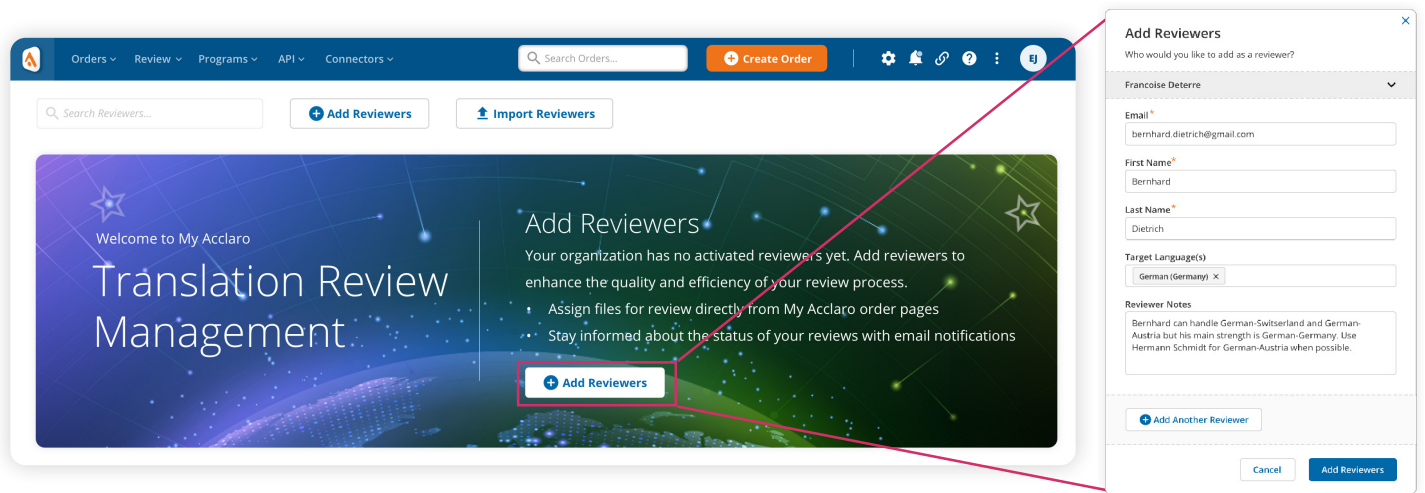 Orders Review Programs API Connectors Search Orders... Create Order EJ
Search Reviewers... Add Reviewers Import Reviewers
Welcome to My Acclaro
Translation Review
Management
Add Reviewers
Your organization has no activated reviewers yet. Add reviewers to
enhance the quality and efficiency of your review process.
• Assign files for review directly from My Acclaro order pages
• Stay informed about the status of your reviews with email notifications
Add Reviewers
Add Reviewers
Who would you like to add as a reviewer?
Francoise Deterre
Email*
bernhard.dietrich@gmail.com
First Name*
Bernhard
Last Name*
Dietrich
Target Language(s)
German (Germany) ×
Reviewer Notes
Bernhard can handle German-Switserland and German-
Austria but his main strength is German-Germany. Use
Hermann Schmidt for German-Austria when possible.
Add Another Reviewer
Cancel Add Reviewers